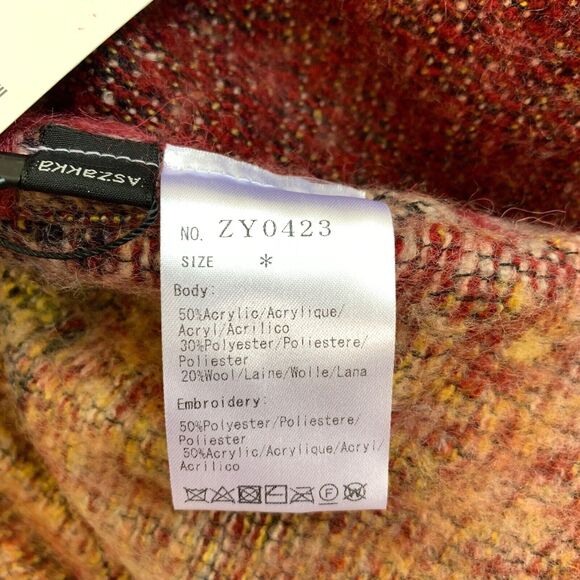 ASZAKKA
NO. ZY0423
SIZE *
Body:
50%Acrylic/Acrylique/
Acryl/Acrilico
30%Polyester/Poliestere/
Poliester
20%Wool/Laine/Wolle/Lana
Embroidery:
50%Polyester/Poliestere/
Poliester
50%Acrylic/Acrylique/Acryl/
Acrilico
F W